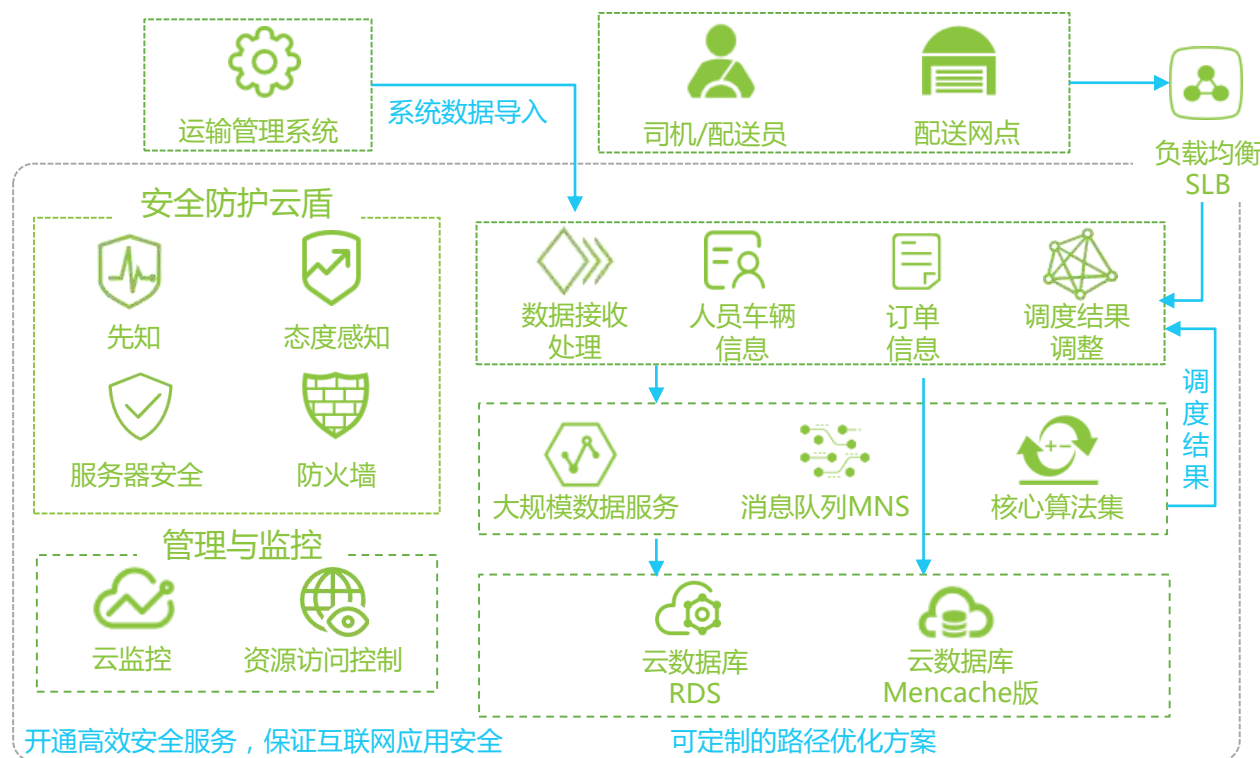 运输管理系统
系统数据导入
司机/配送员
配送网点
负载均衡
SLB
安全防护云盾
先知
态度感知
服务器安全
防火墙
管理与监控
云监控
资源访问控制
开通高效安全服务，保证互联网应用安全
数据接收
处理
人员车辆
信息
订单
信息
调度结果
调整
调度结果
大规模数据服务
消息队列MNS
核心算法集
云数据库
RDS
云数据库
Mencache版
可定制的路径优化方案